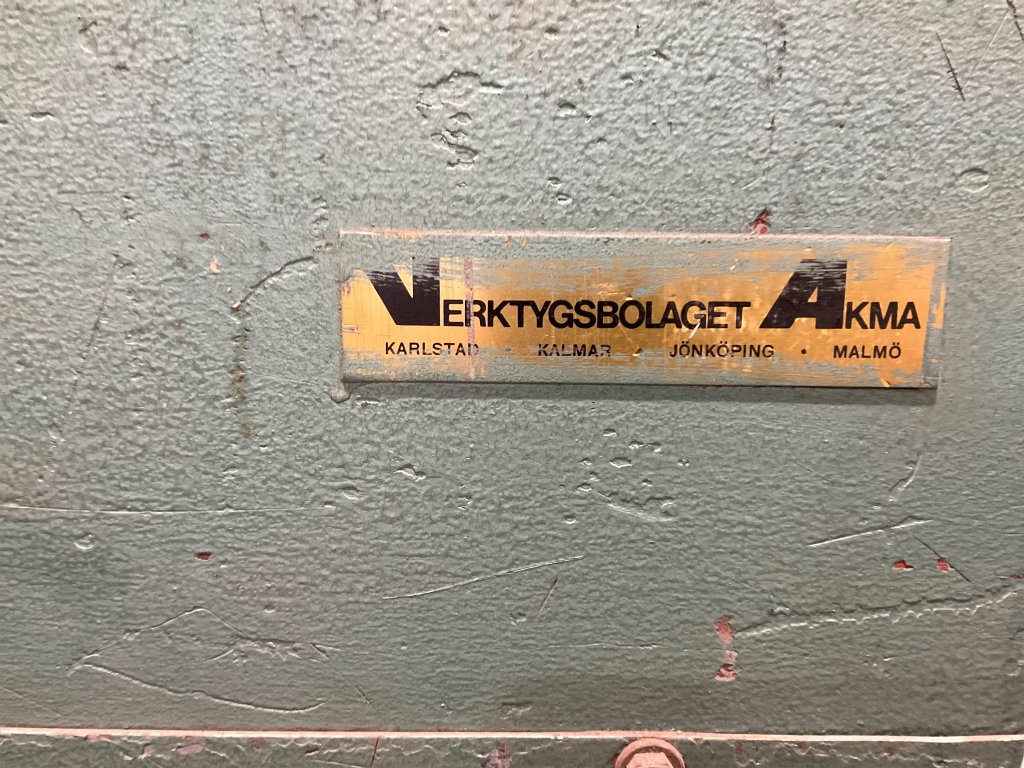 VERKTYGSBOLAGET AKMA
KARLSTAD · KALMAR · JÖNKÖPING · MALMÖ